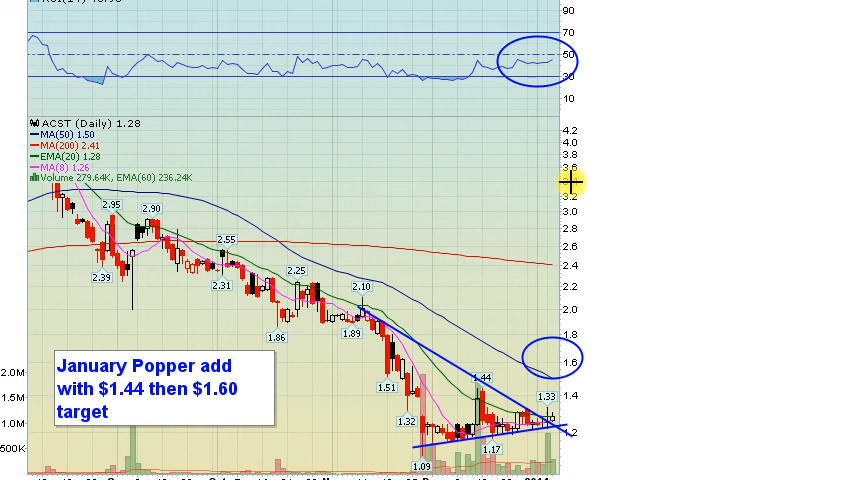 90
70
50
30
10
ACST (Daily) 1.28
MA(50) 1.50
MA(200) 2.41
EMA(20) 1.28
MA(8) 1.26
Volume 279.64K, EMA(60) 236.24K
4.2
4.0
3.8
3.6
3.2
3.0
2.8
2.6
2.4
2.2
2.0
1.8
1.6
1.4
1.2
2.95
2.90
2.55
2.39
2.31
2.25
2.10
1.86
1.89
1.51
1.44
1.33
1.32
1.17
1.09
January Popper add
with $1.44 then $1.60
target
2.0M
1.5M
1.0M
500K
2014